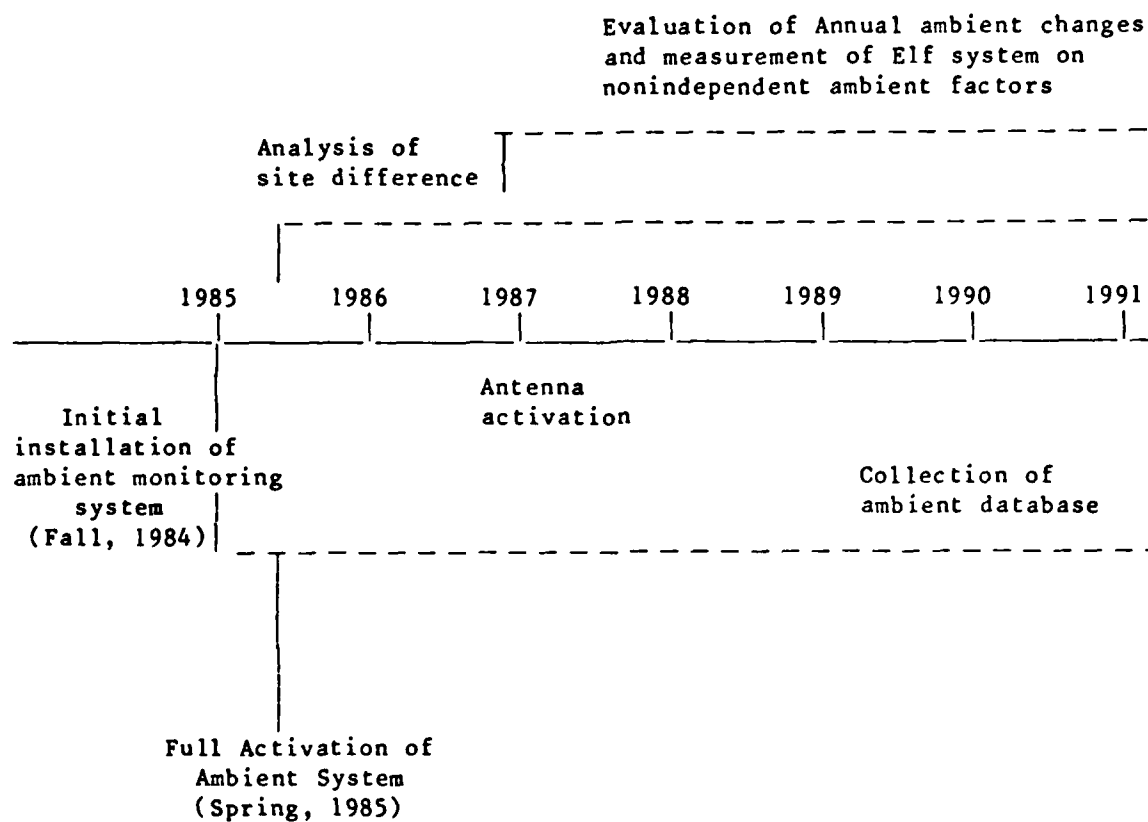 Evaluation of Annual ambient changes
and measurement of Elf system on
nonindependent ambient factors
Analysis of
site difference
1985 1986 1987 1988 1989 1990 1991
Antenna
activation
Initial
installation of
ambient monitoring
system
(Fall, 1984)
Collection of
ambient database
Full Activation of
Ambient System
(Spring, 1985)